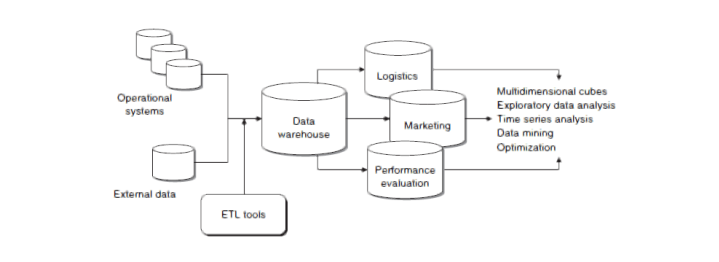 Operational
systems
External data
ETL tools
Data
warehouse
Logistics
Marketing
Performance
evaluation
Multidimensional cubes
Exploratory data analysis
Time series analysis
Data mining
Optimization